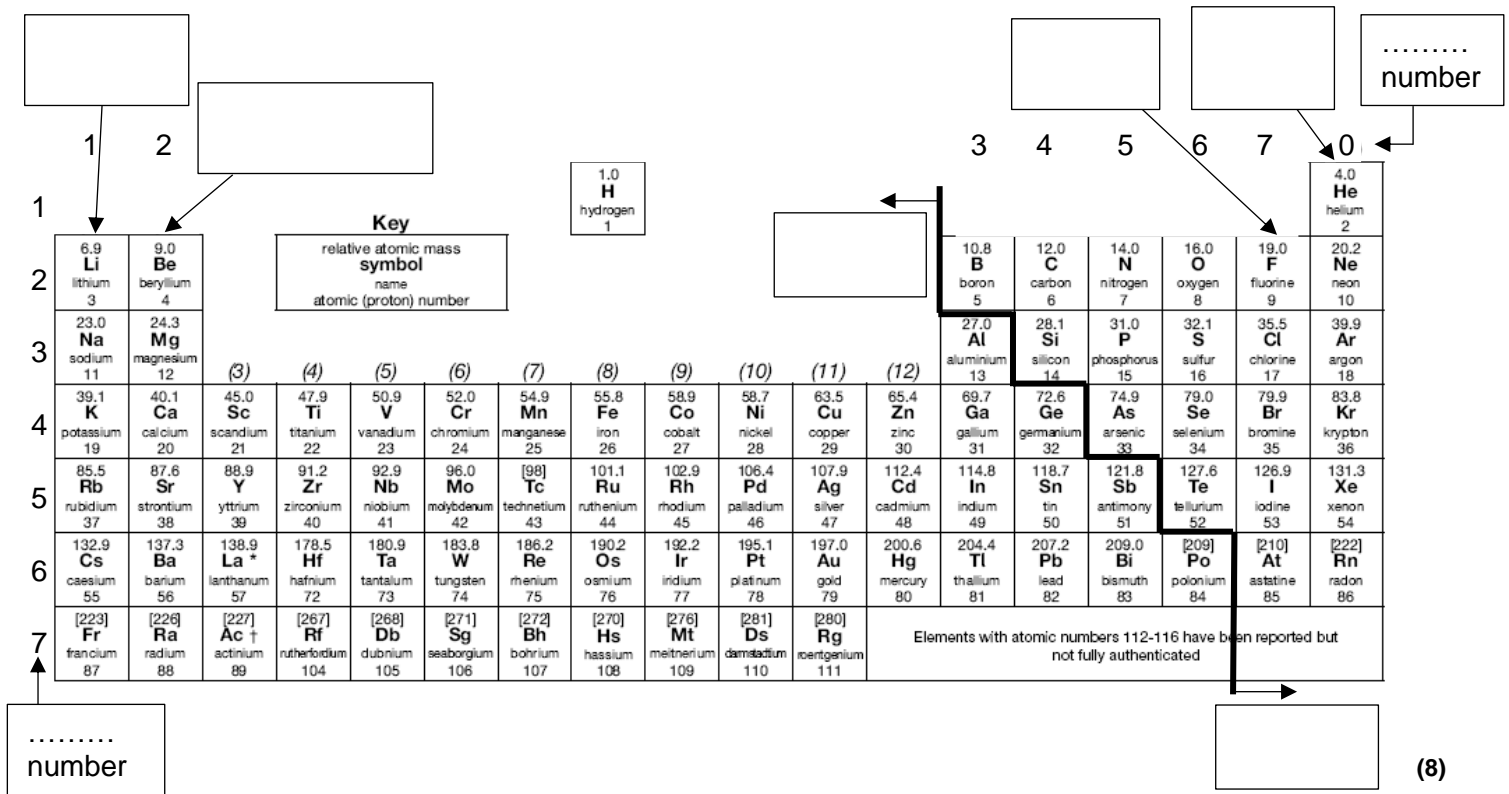 .........
number
1 2 3 4 5 6 7 0
1
1.0
H
hydrogen
1
4.0
He
helium
2
Key
relative atomic mass
symbol
name
atomic (proton) number
2
6.9 9.0 10.8 12.0 14.0 16.0 19.0 20.2
Li Be B C N O F Ne
lithium beryllium boron carbon nitrogen oxygen fluorine neon
3 4 5 6 7 8 9 10
3
23.0 24.3 27.0 28.1 31.0 32.1 35.5 39.9
Na Mg Al Si P S Cl Ar
sodium magnesium aluminium silicon phosphorus sulfur chlorine argon
11 12 13 14 15 16 17 18
(3) (4) (5) (6) (7) (8) (9) (10) (11) (12)
4
39.1 40.1 45.0 47.9 50.9 52.0 54.9 55.8 58.9 58.7 63.5 65.4 69.7 72.6 74.9 79.0 79.9 83.8
K Ca Sc Ti V Cr Mn Fe Co Ni Cu Zn Ga Ge As Se Br Kr
potassium calcium scandium titanium vanadium chromium manganese iron cobalt nickel copper zinc gallium germanium arsenic selenium bromine krypton
19 20 21 22 23 24 25 26 27 28 29 30 31 32 33 34 35 36
5
85.5 87.6 88.9 91.2 92.9 96.0 [98] 101.1 102.9 106.4 107.9 112.4 114.8 118.7 121.8 127.6 126.9 131.3
Rb Sr Y Zr Nb Mo Tc Ru Rh Pd Ag Cd In Sn Sb Te I Xe
rubidium strontium yttrium zirconium niobium molybdenum technetium ruthenium rhodium palladium silver cadmium indium tin antimony tellurium iodine xenon
37 38 39 40 41 42 43 44 45 46 47 48 49 50 51 52 53 54
6
132.9 137.3 138.9 178.5 180.9 183.8 186.2 190.2 192.2 195.1 197.0 200.6 204.4 207.2 209.0 [209] [210] [222]
Cs Ba La * Hf Ta W Re Os Ir Pt Au Hg Tl Pb Bi Po At Rn
caesium barium lanthanum hafnium tantalum tungsten rhenium osmium iridium platinum gold mercury thallium lead bismuth polonium astatine radon
55 56 57 72 73 74 75 76 77 78 79 80 81 82 83 84 85 86
7
[223] [226] [227] [267] [268] [271] [272] [270] [276] [281] [280]
Fr Ra Ac † Rf Db Sg Bh Hs Mt Ds Rg
francium radium actinium rutherfordium dubnium seaborgium bohrium hassium meitnerium darmstadtium roentgenium
87 88 89 104 105 106 107 108 109 110 111
Elements with atomic numbers 112-116 have been reported but
not fully authenticated
.........
number
(8)